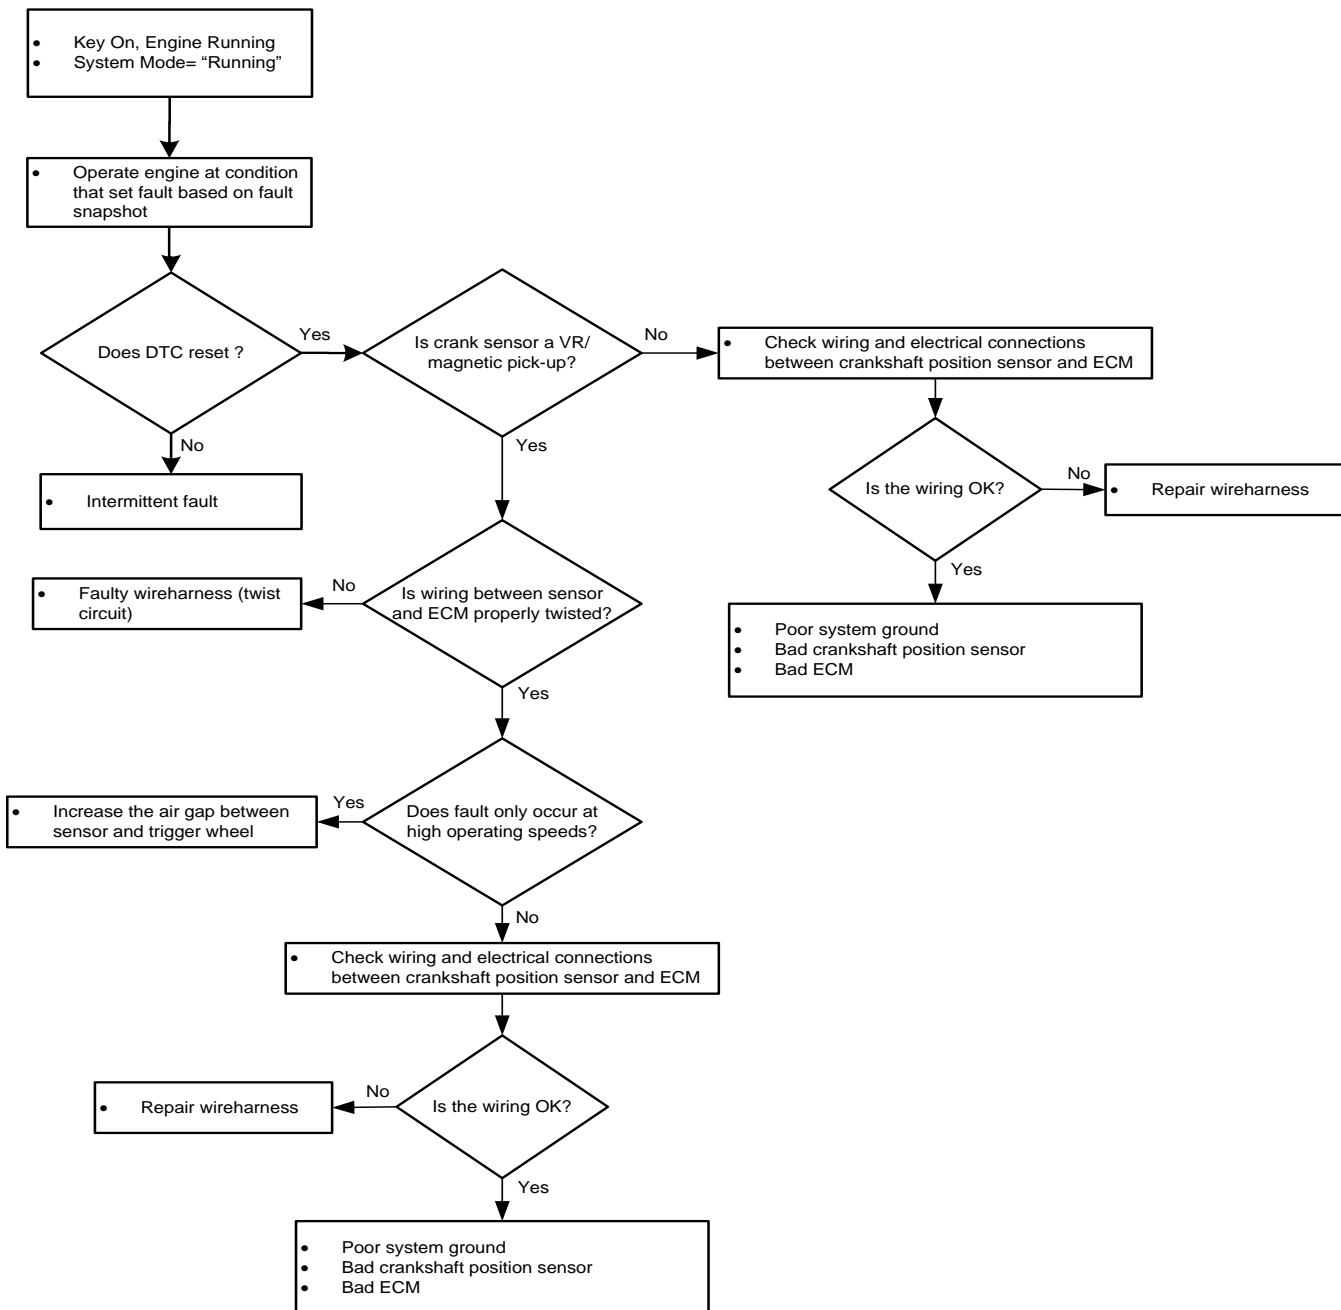 • Key On, Engine Running
• System Mode= “Running”
• Operate engine at condition
that set fault based on fault
snapshot
Does DTC reset ?
Yes
No
• Intermittent fault
Is crank sensor a VR/
magnetic pick-up?
No
Yes
• Check wiring and electrical connections
between crankshaft position sensor and ECM
Is the wiring OK?
No
• Repair wireharness
Yes
• Poor system ground
• Bad crankshaft position sensor
• Bad ECM
Is wiring between sensor
and ECM properly twisted?
No
• Faulty wireharness (twist
circuit)
Yes
Does fault only occur at
high operating speeds?
Yes
• Increase the air gap between
sensor and trigger wheel
No
• Check wiring and electrical connections
between crankshaft position sensor and ECM
Is the wiring OK?
No
• Repair wireharness
Yes
• Poor system ground
• Bad crankshaft position sensor
• Bad ECM